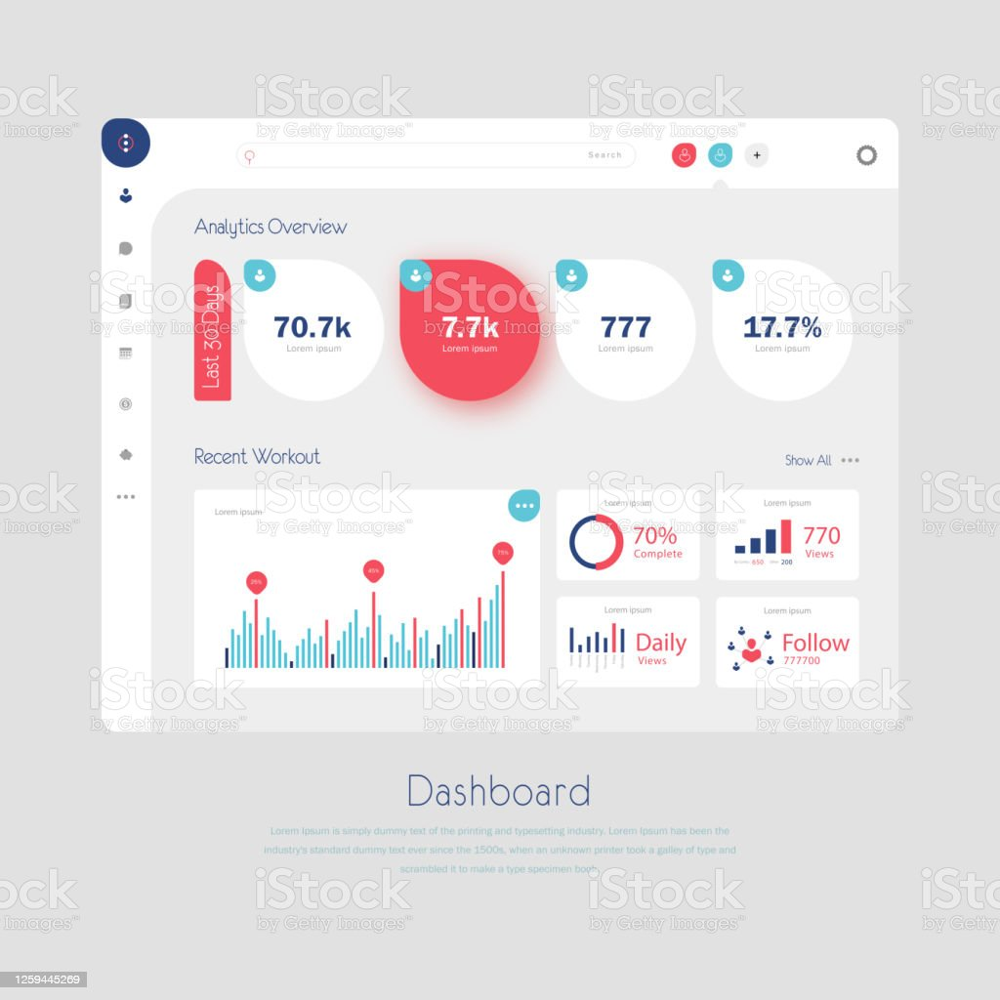 Search
Analytics Overview
Last 30 Days
70.7k
Lorem ipsum
7.7k
Lorem ipsum
777
Lorem ipsum
17.7%
Lorem ipsum
Recent Workout
Show All
Lorem ipsum
25%
45%
75%
Lorem ipsum
70%
Complete
Lorem ipsum
650
200
770
Views
Lorem ipsum
Daily
Views
Lorem ipsum
Follow
777700
Dashboard
Lorem Ipsum is simply dummy text of the printing and typesetting industry. Lorem Ipsum has been the
industry's standard dummy text ever since the 1500s, when an unknown printer took a galley of type and
scrambled it to make a type specimen book.
iStock
by Getty Images™
1259445269